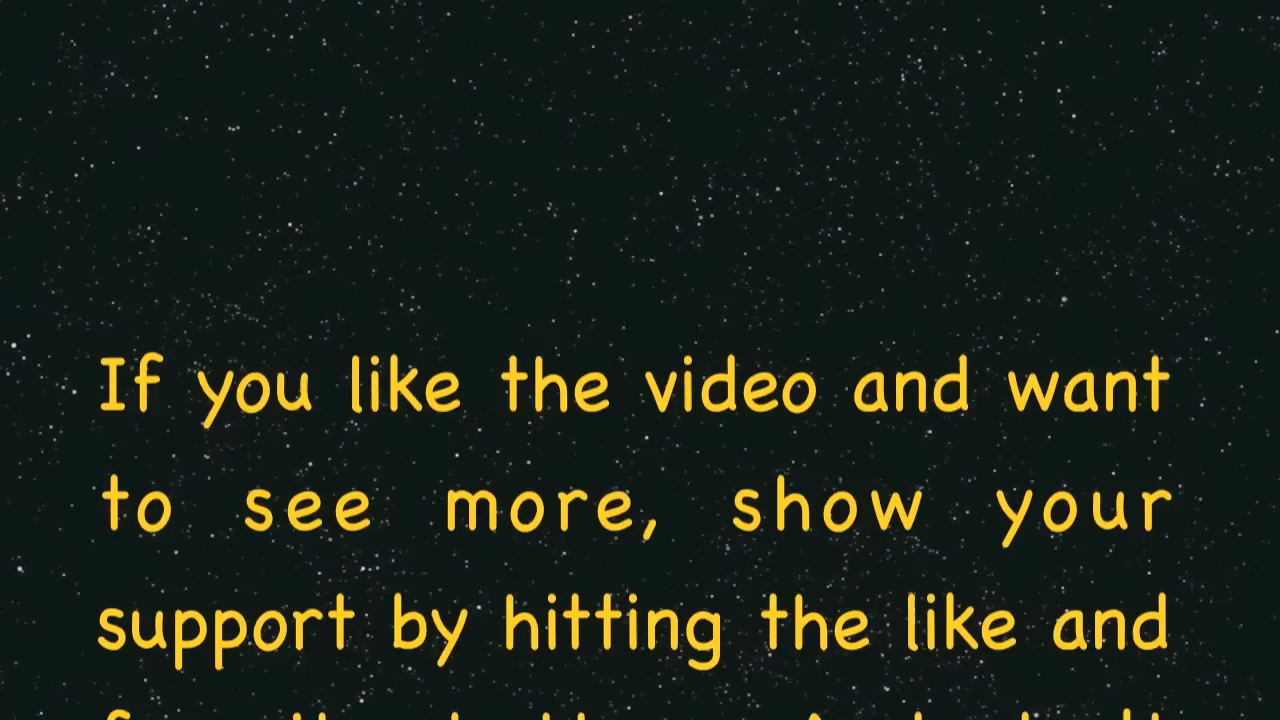 If you like the video and want
to see more, show your
support by hitting the like and